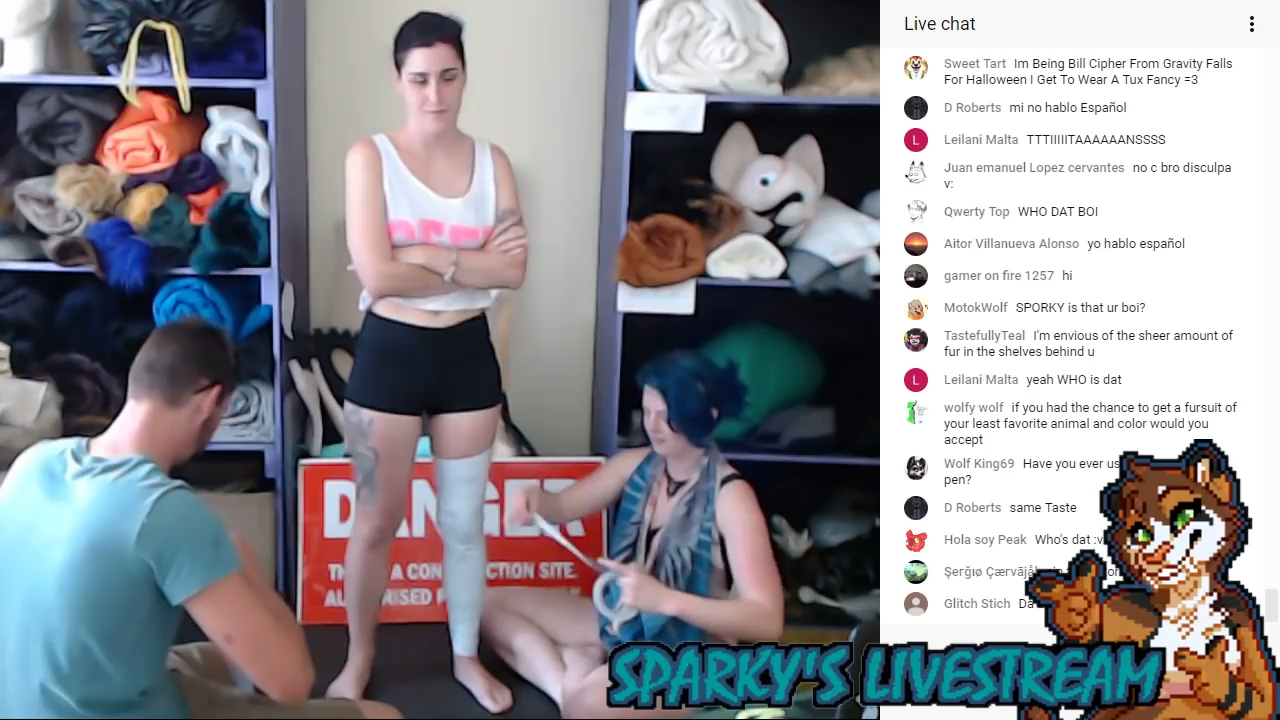 Live chat
Sweet Tart Im Being Bill Cipher From Gravity Falls
For Halloween I Get To Wear A Tux Fancy =3
D Roberts mi no hablo Español
L Leilani Malta TTTIIIIITAAAAAANSSSS
Juan emanuel Lopez cervantes no c bro disculpa
v:
Qwerty Top WHO DAT BOI
Aitor Villanueva Alonso yo hablo español
gamer on fire 1257 hi
MotokWolf SPORKY is that ur boi?
TastefullyTeal I'm envious of the sheer amount of
fur in the shelves behind u
L Leilani Malta yeah WHO is dat
wolfy wolf if you had the chance to get a fursuit of
your least favorite animal and color would you
accept
Wolf King69 Have you ever us
pen?
D Roberts same Taste
Hola soy Peak Who's dat :v
Glitch Stich Da
DANGER
A CON CTION SITE.
SPARKY'S LIVESTREAM